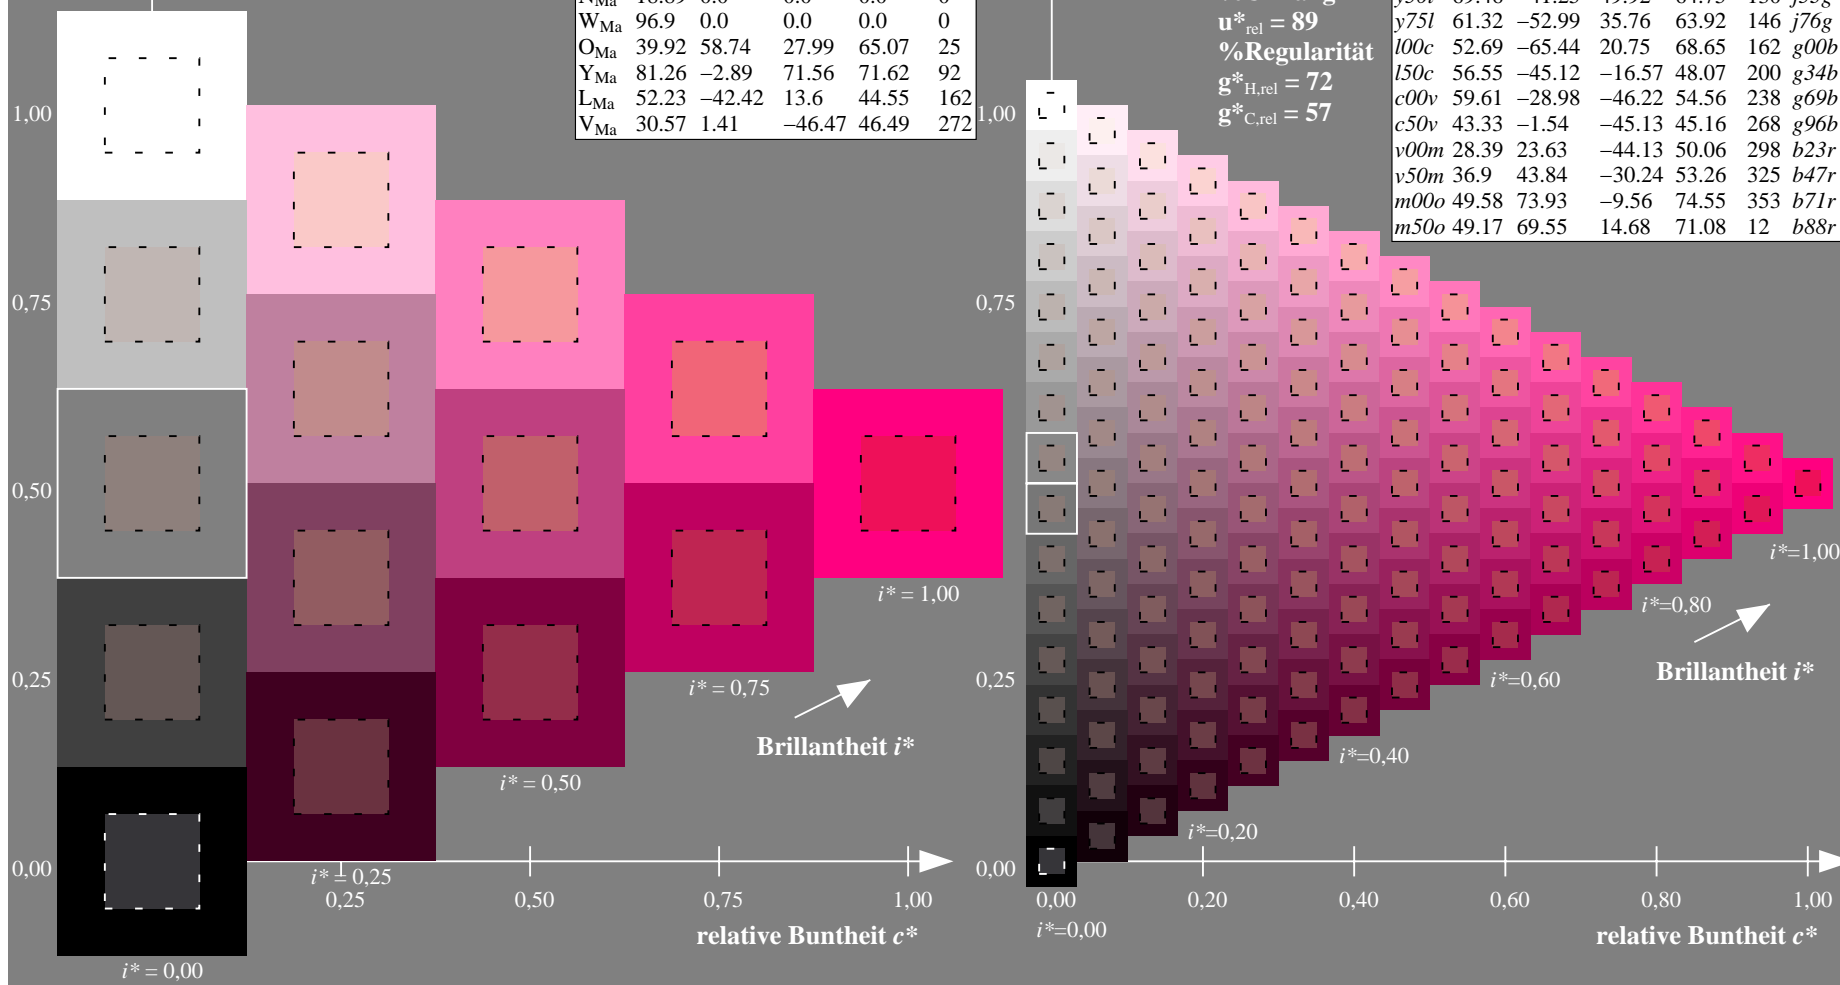 W_Ma 96.9 0.0 0.0 0.0 0
O_Ma 39.92 58.74 27.99 65.07 25
Y_Ma 81.26 −2.89 71.56 71.62 92
L_Ma 52.23 −42.42 13.6 44.55 162
V_Ma 30.57 1.41 −46.47 46.49 272
1,00
0,75
0,50
0,25
0,00
i* = 1,00
i* = 0,75
Brillantheit i*
i* = 0,50
i* = 0,25
0,25 0,50 0,75 1,00
relative Buntheit c*
i* = 0,00
u*rel = 89
%Regularität
g*H,rel = 72
g*C,rel = 57
y75l 61.32 −52.99 35.76 63.92 146 j76g
l00c 52.69 −65.44 20.75 68.65 162 g00b
l50c 56.55 −45.12 −16.57 48.07 200 g34b
c00v 59.61 −28.98 −46.22 54.56 238 g69b
c50v 43.33 −1.54 −45.13 45.16 268 g96b
v00m 28.39 23.63 −44.13 50.06 298 b23r
v50m 36.9 43.84 −30.24 53.26 325 b47r
m00o 49.58 73.93 −9.56 74.55 353 b71r
m50o 49.17 69.55 14.68 71.08 12 b88r
1,00
0,75
0,50
0,25
0,00
i*=1,00
i*=0,80
Brillantheit i*
i*=0,60
i*=0,40
i*=0,20
0,00 0,20 0,40 0,60 0,80 1,00
i*=0,00
relative Buntheit c*